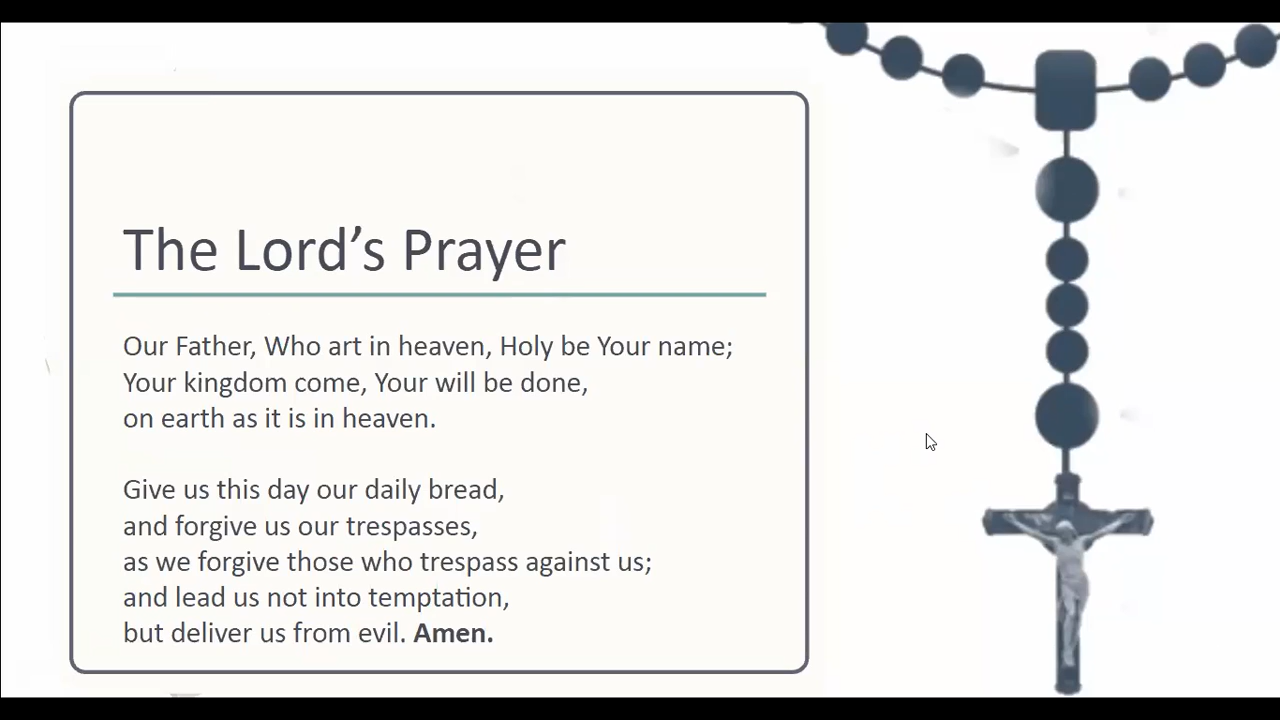 The Lord’s Prayer
Our Father, Who art in heaven, Holy be Your name;
Your kingdom come, Your will be done,
on earth as it is in heaven.
Give us this day our daily bread,
and forgive us our trespasses,
as we forgive those who trespass against us;
and lead us not into temptation,
but deliver us from evil. Amen.